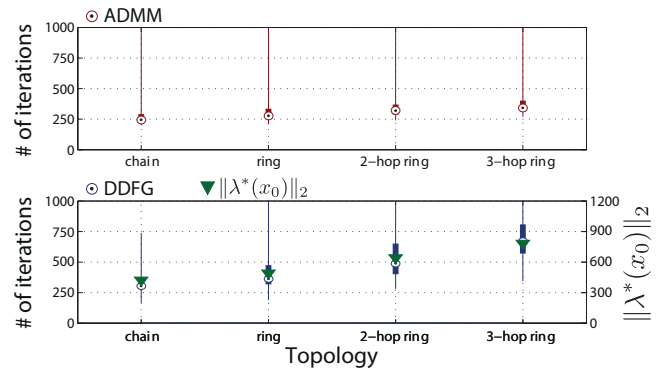 ADMM
# of iterations
1000
750
500
250
0
chain ring 2-hop ring 3-hop ring
DDFG ‖λ*(x₀)‖₂
# of iterations
1000
750
500
250
0
1200
900
600
300
0
‖λ*(x₀)‖₂
chain ring 2-hop ring 3-hop ring
Topology